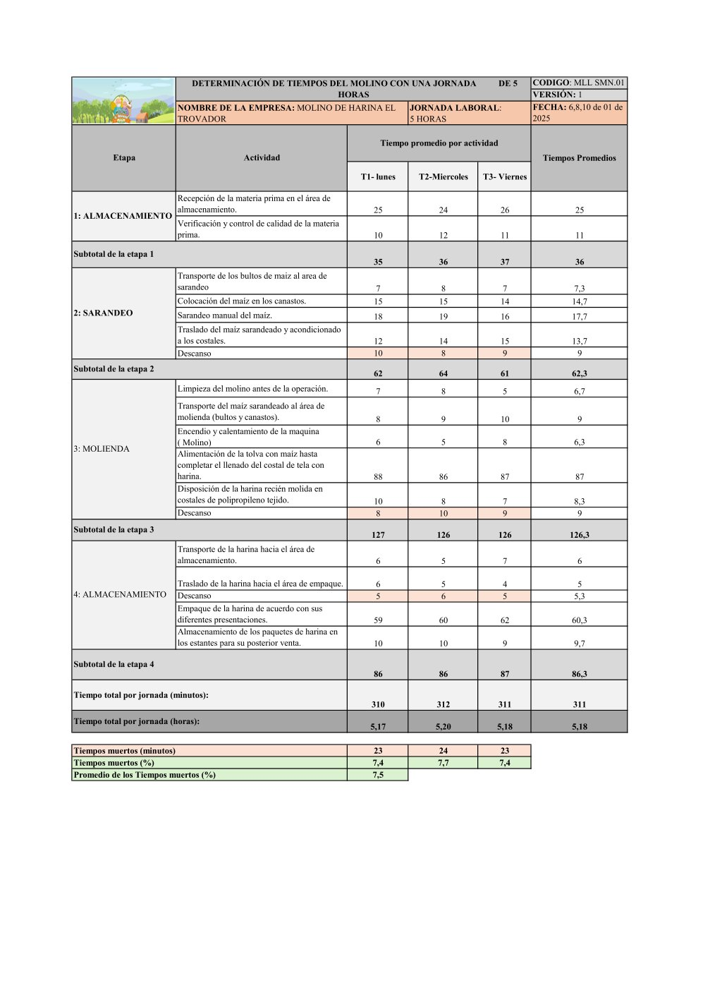 DETERMINACIÓN DE TIEMPOS DEL MOLINO CON UNA JORNADA DE 5
HORAS
CODIGO: MLL SMN.01
VERSIÓN: 1
NOMBRE DE LA EMPRESA: MOLINO DE HARINA EL
TROVADOR
JORNADA LABORAL:
5 HORAS
FECHA: 6,8,10 de 01 de
2025
Etapa
Actividad
Tiempo promedio por actividad
Tiempos Promedios
T1- lunes T2-Miercoles T3- Viernes
1: ALMACENAMIENTO
Recepción de la materia prima en el área de
almacenamiento. 25 24 26 25
Verificación y control de calidad de la materia
prima. 10 12 11 11
Subtotal de la etapa 1
35 36 37 36
2: SARANDEO
Transporte de los bultos de maiz al area de
sarandeo 7 8 7 7,3
Colocación del maíz en los canastos. 15 15 14 14,7
Sarandeo manual del maíz. 18 19 16 17,7
Traslado del maíz sarandeado y acondicionado
a los costales. 12 14 15 13,7
Descanso 10 8 9 9
Subtotal de la etapa 2
62 64 61 62,3
3: MOLIENDA
Limpieza del molino antes de la operación. 7 8 5 6,7
Transporte del maíz sarandeado al área de
molienda (bultos y canastos). 8 9 10 9
Encendio y calentamiento de la maquina
( Molino) 6 5 8 6,3
Alimentación de la tolva con maíz hasta
completar el llenado del costal de tela con
harina. 88 86 87 87
Disposición de la harina recién molida en
costales de polipropileno tejido. 10 8 7 8,3
Descanso 8 10 9 9
Subtotal de la etapa 3
127 126 126 126,3
4: ALMACENAMIENTO
Transporte de la harina hacia el área de
almacenamiento. 6 5 7 6
Traslado de la harina hacia el área de empaque. 6 5 4 5
Descanso 5 6 5 5,3
Empaque de la harina de acuerdo con sus
diferentes presentaciones. 59 60 62 60,3
Almacenamiento de los paquetes de harina en
los estantes para su posterior venta. 10 10 9 9,7
Subtotal de la etapa 4
86 86 87 86,3
Tiempo total por jornada (minutos):
310 312 311 311
Tiempo total por jornada (horas):
5,17 5,20 5,18 5,18
Tiempos muertos (minutos) 23 24 23
Tiempos muertos (%) 7,4 7,7 7,4
Promedio de los Tiempos muertos (%) 7,5